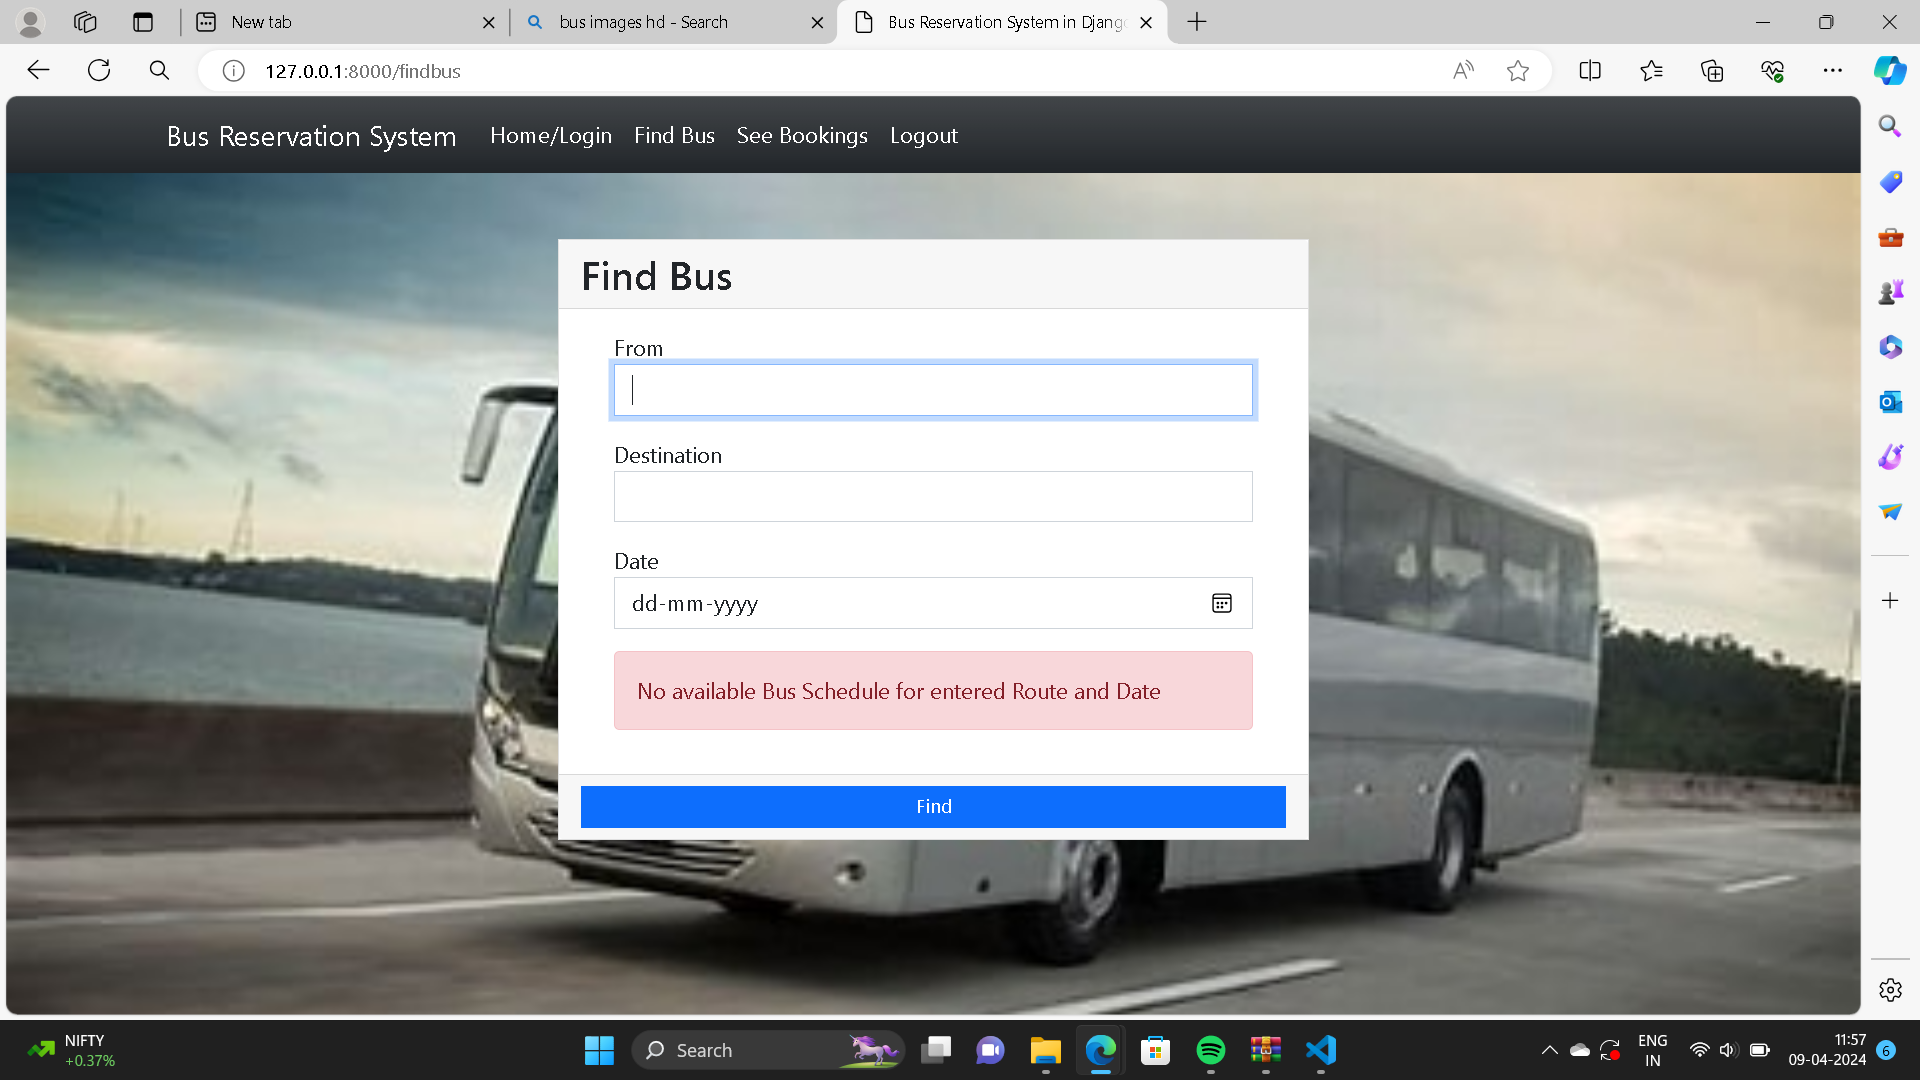 New tab
bus images hd - Search
Bus Reservation System in Djang
127.0.0.1:8000/findbus
Bus Reservation System Home/Login Find Bus See Bookings Logout
Find Bus
From
Destination
Date
dd-mm-yyyy
No available Bus Schedule for entered Route and Date
Find
NIFTY
+0.37%
Search
ENG
IN
11:57
09-04-2024
6